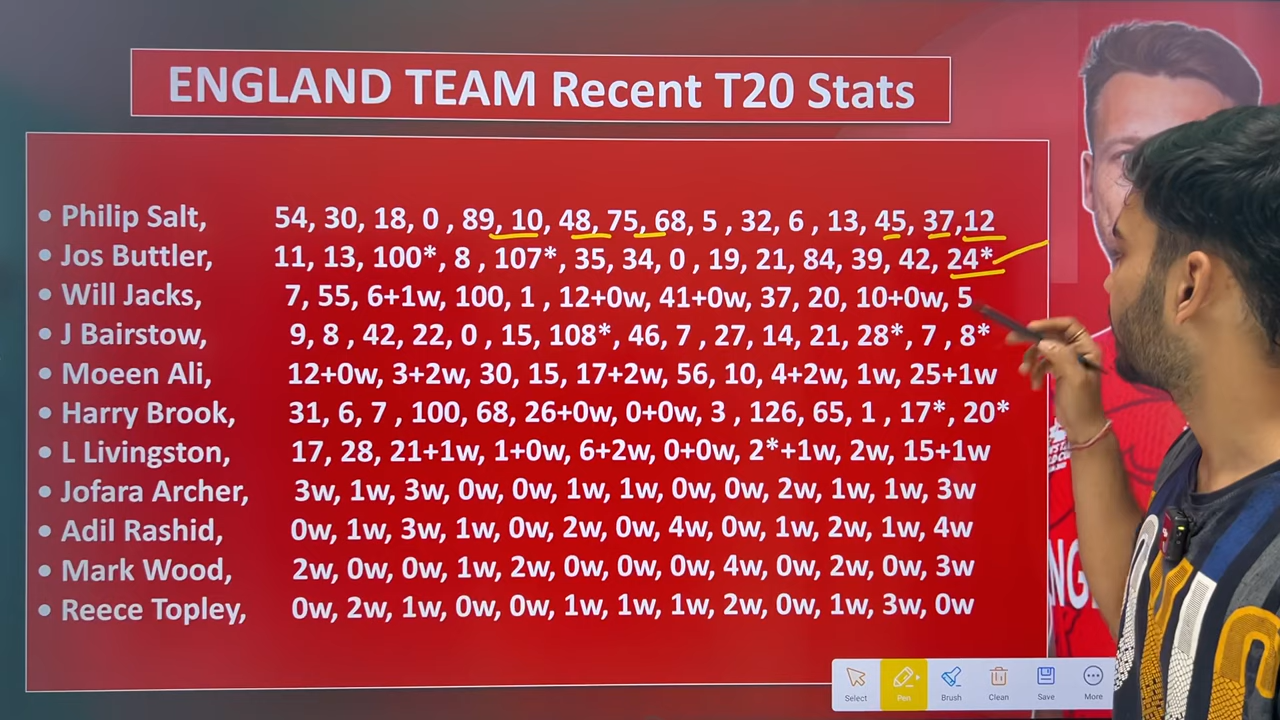 ENGLAND TEAM Recent T20 Stats
• Philip Salt, 54, 30, 18, 0 , 89, 10, 48, 75, 68, 5 , 32, 6 , 13, 45, 37,12
• Jos Buttler, 11, 13, 100*, 8 , 107*, 35, 34, 0 , 19, 21, 84, 39, 42, 24*
• Will Jacks, 7, 55, 6+1w, 100, 1 , 12+0w, 41+0w, 37, 20, 10+0w, 5
• J Bairstow, 9, 8 , 42, 22, 0 , 15, 108*, 46, 7 , 27, 14, 21, 28*, 7 , 8*
• Moeen Ali, 12+0w, 3+2w, 30, 15, 17+2w, 56, 10, 4+2w, 1w, 25+1w
• Harry Brook, 31, 6, 7 , 100, 68, 26+0w, 0+0w, 3 , 126, 65, 1 , 17*, 20*
• L Livingston, 17, 28, 21+1w, 1+0w, 6+2w, 0+0w, 2*+1w, 2w, 15+1w
• Jofara Archer, 3w, 1w, 3w, 0w, 0w, 1w, 1w, 0w, 0w, 2w, 1w, 1w, 3w
• Adil Rashid, 0w, 1w, 3w, 1w, 0w, 2w, 0w, 4w, 0w, 1w, 2w, 1w, 4w
• Mark Wood, 2w, 0w, 0w, 1w, 2w, 0w, 0w, 0w, 4w, 0w, 2w, 0w, 3w
• Reece Topley, 0w, 2w, 1w, 0w, 0w, 1w, 1w, 1w, 2w, 0w, 1w, 3w, 0w
Select Pen Brush Clean Save More